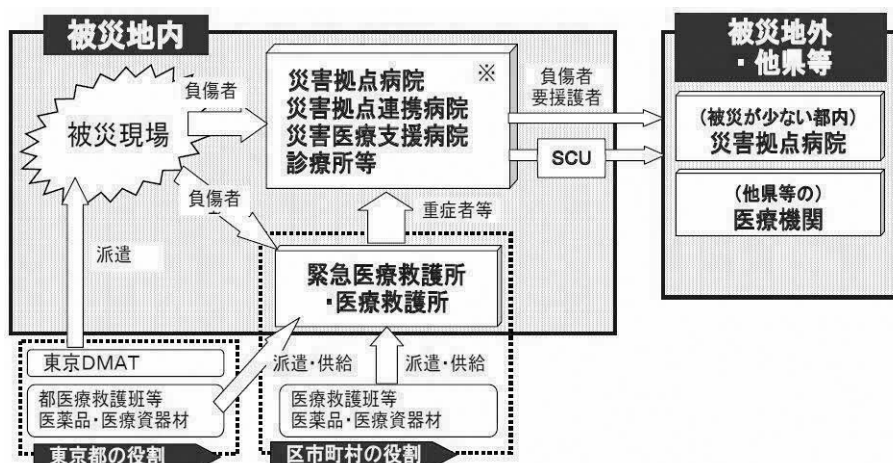 被災地内
被災地外
・他県等
負傷者
被災現場
※
災害拠点病院
災害拠点連携病院
災害医療支援病院
診療所等
負傷者
要援護者
SCU
(被災が少ない都内)
災害拠点病院
(他県等の)
医療機関
負傷者
重症者等
派遣
緊急医療救護所
・医療救護所
派遣・供給
派遣・供給
東京DMAT
都医療救護班等
医薬品・医療資器材
医療救護班等
医薬品・医療資器材
東京都の役割
区市町村の役割